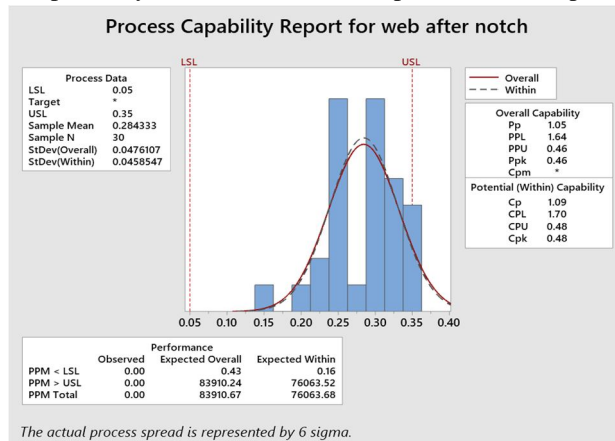 Process Capability Report for web after notch
LSL
USL
Process Data
LSL 0.05
Target *
USL 0.35
Sample Mean 0.284333
Sample N 30
StDev(Overall) 0.0476107
StDev(Within) 0.0458547
Overall
Within
Overall Capability
Pp 1.05
PPL 1.64
PPU 0.46
Ppk 0.46
Cpm *
Potential (Within) Capability
Cp 1.09
CPL 1.70
CPU 0.48
Cpk 0.48
0.05 0.10 0.15 0.20 0.25 0.30 0.35 0.40
Performance
Observed Expected Overall Expected Within
PPM < LSL 0.00 0.43 0.16
PPM > USL 0.00 83910.24 76063.52
PPM Total 0.00 83910.67 76063.68
The actual process spread is represented by 6 sigma.